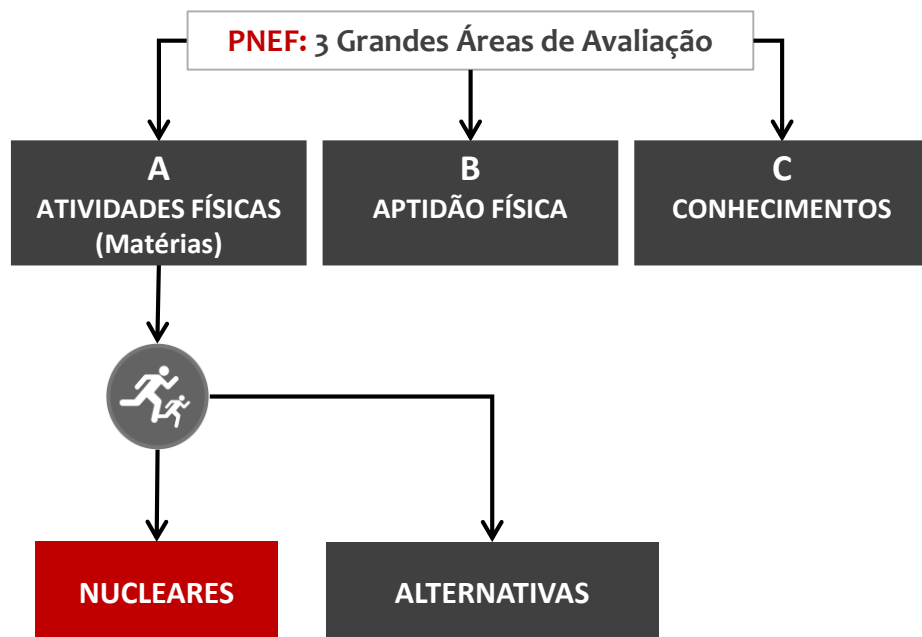 PNEF: 3 Grandes Áreas de Avaliação
A
ATIVIDADES FÍSICAS
(Matérias)
B
APTIDÃO FÍSICA
C
CONHECIMENTOS
NUCLEARES
ALTERNATIVAS